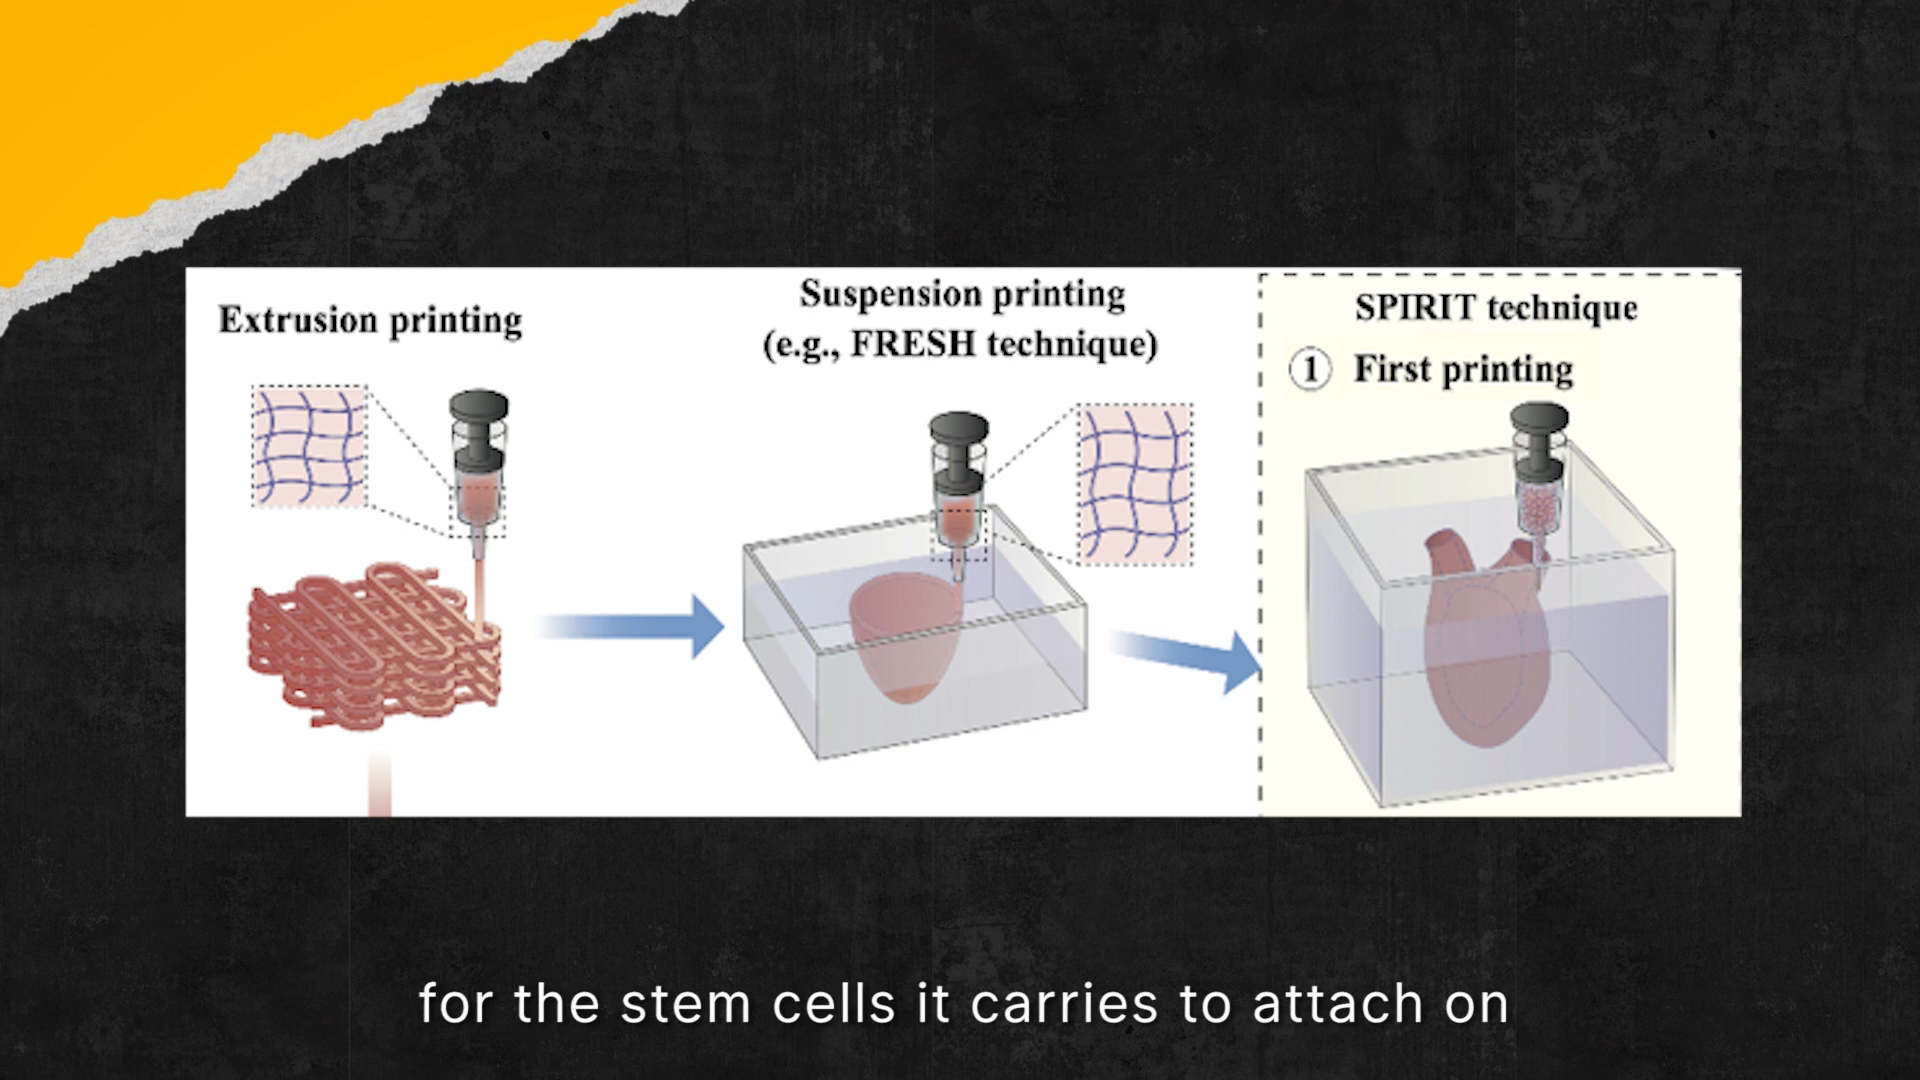 Extrusion printing
Suspension printing
(e.g., FRESH technique)
SPIRIT technique
1 First printing
for the stem cells it carries to attach on